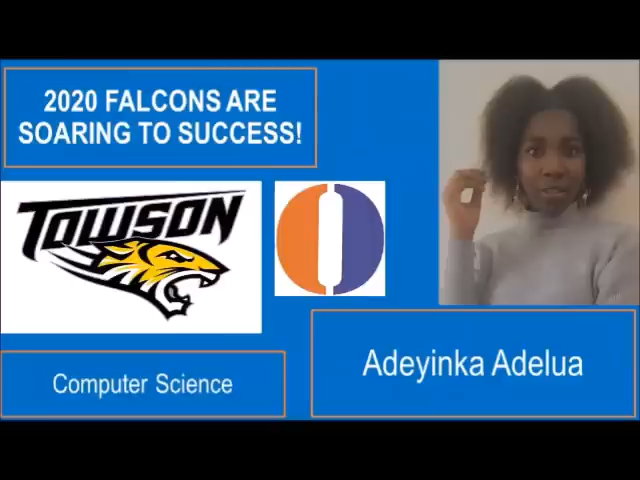 2020 FALCONS ARE
SOARING TO SUCCESS!
TOWSON
Adeyinka Adelua
Computer Science